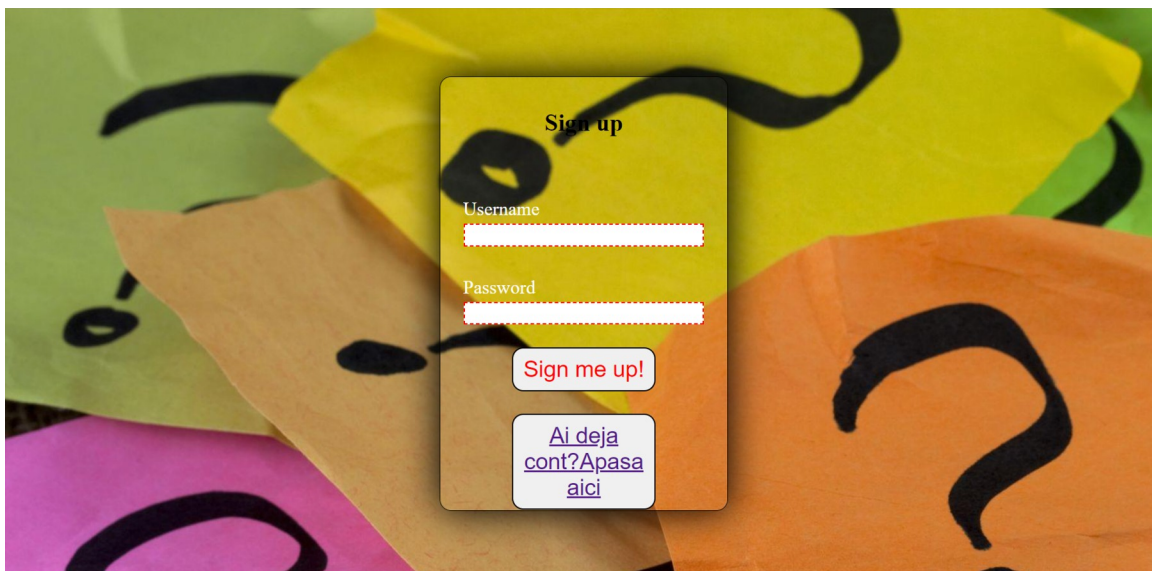 Sign up
Username
Password
Sign me up!
Ai deja
cont?Apasa
aici